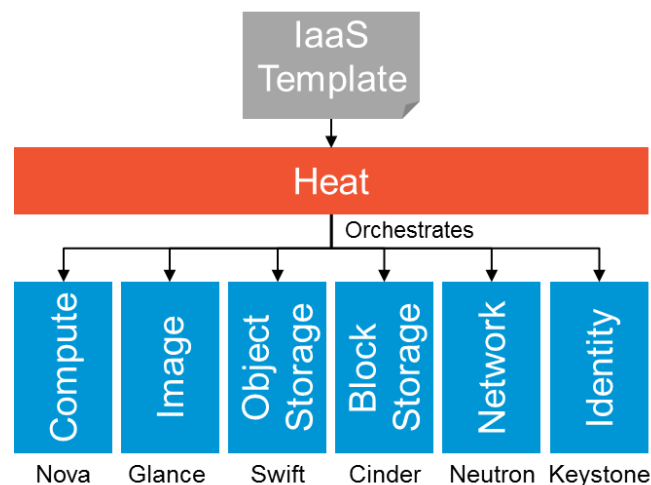 IaaS
Template
Heat
Orchestrates
Compute
Image
Object
Storage
Block
Storage
Network
Identity
Nova
Glance
Swift
Cinder
Neutron
Keystone